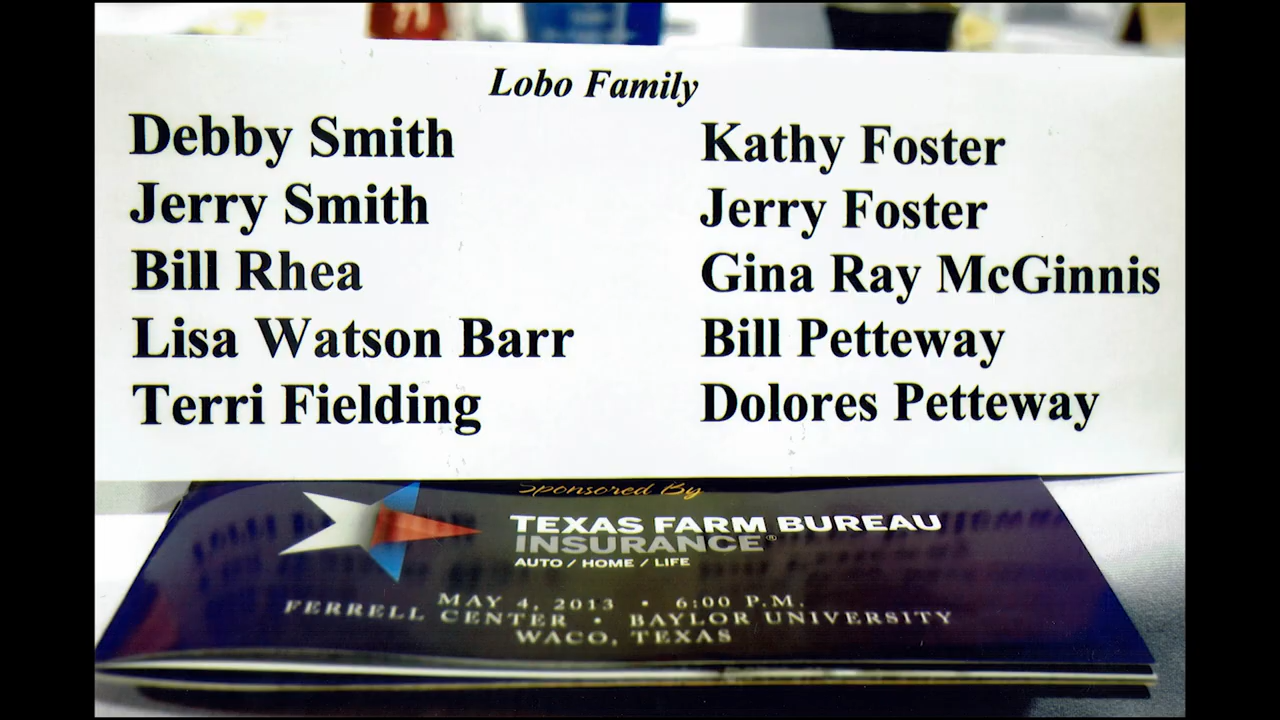 Lobo Family
Debby Smith
Jerry Smith
Bill Rhea
Lisa Watson Barr
Terri Fielding
Kathy Foster
Jerry Foster
Gina Ray McGinnis
Bill Petteway
Dolores Petteway
Sponsored By
TEXAS FARM BUREAU
INSURANCE®
AUTO / HOME / LIFE
MAY 4, 2013 • 6:00 P.M.
FERRELL CENTER • BAYLOR UNIVERSITY
WACO, TEXAS